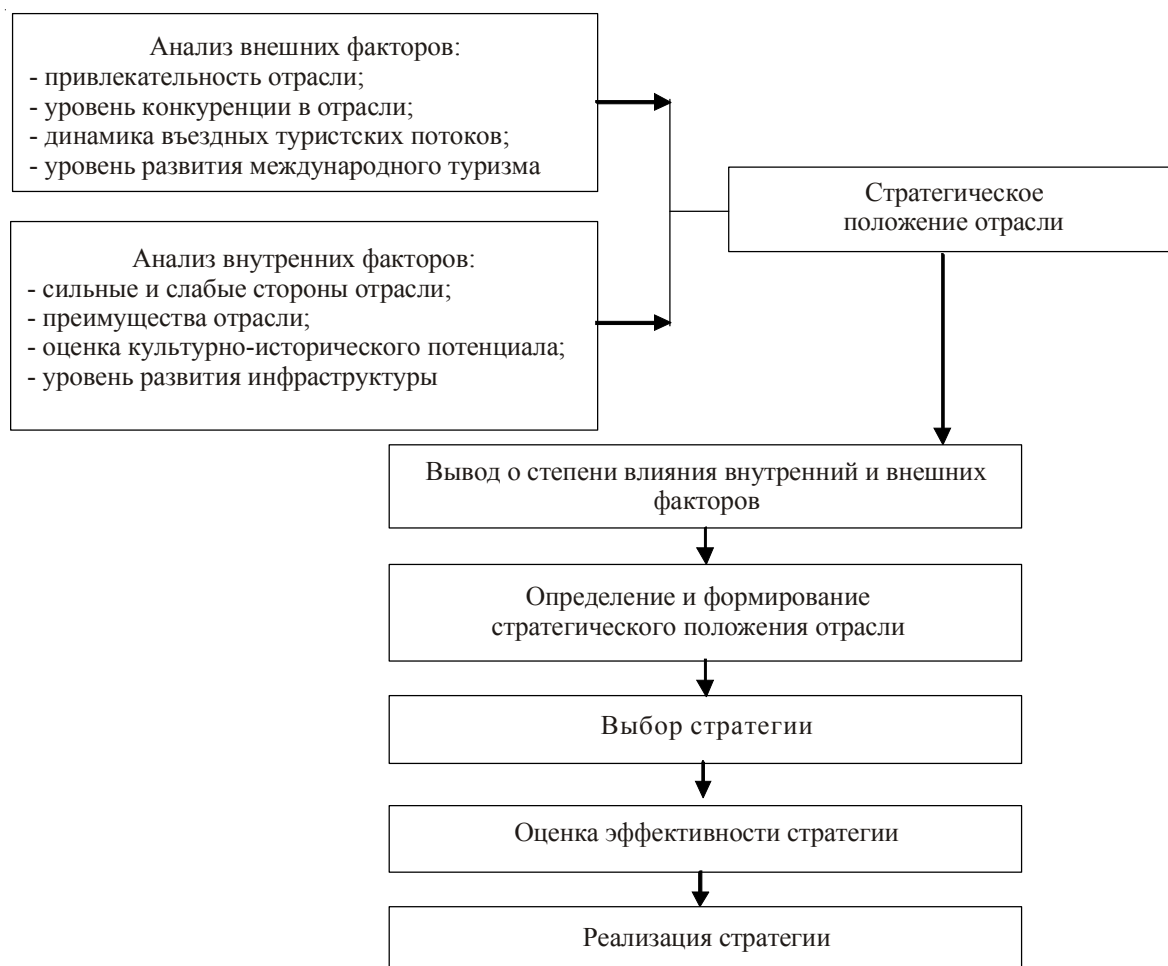 Анализ внешних факторов:
- привлекательность отрасли;
- уровень конкуренции в отрасли;
- динамика въездных туристских потоков;
- уровень развития международного туризма
Стратегическое
положение отрасли
Анализ внутренних факторов:
- сильные и слабые стороны отрасли;
- преимущества отрасли;
- оценка культурно-исторического потенциала;
- уровень развития инфраструктуры
Вывод о степени влияния внутренний и внешних
факторов
Определение и формирование
стратегического положения отрасли
Выбор стратегии
Оценка эффективности стратегии
Реализация стратегии